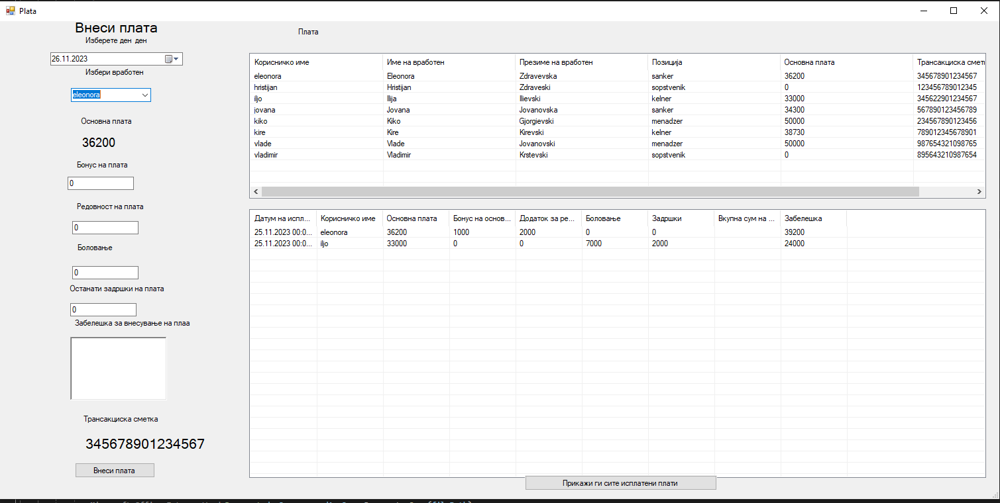 Plata
Внеси плата
Изберете ден ден
26.11.2023
Избери вработен
eleonora
Основна плата
36200
Бонус на плата
0
Редовност на плата
0
Боловање
0
Останати задршки на плата
0
Забелешка за внесување на плаа
Трансакциска сметка
345678901234567
Внеси плата
Плата
Корисничко име Име на вработен Презиме на вработен Позиција Основна плата Трансакциска сметк
eleonora Eleonora Zdravevska sanker 36200 345678901234567
hristijan Hristijan Zdraveski sopstvenik 0 123456789012345
iljo Ilija Ilievski kelner 33000 345622901234567
jovana Jovana Jovanovska sanker 34300 567890123456789
kiko Kiko Gjorgievski menadzer 50000 234567890123456
kire Kire Kirevski kelner 38730 789012345678901
vlade Vlade Jovanovski menadzer 50000 987654321098765
vladimir Vladimir Krstevski sopstvenik 0 895643210987654
Датум на испл... Корисничко име Основна плата Бонус на основ... Додаток за ре... Боловање Задршки Вкупна сум на ... Забелешка
25.11.2023 00:0... eleonora 36200 1000 2000 0 0 39200
25.11.2023 00:0... iljo 33000 0 0 7000 2000 24000
Прикажи ги сите исплатени плати